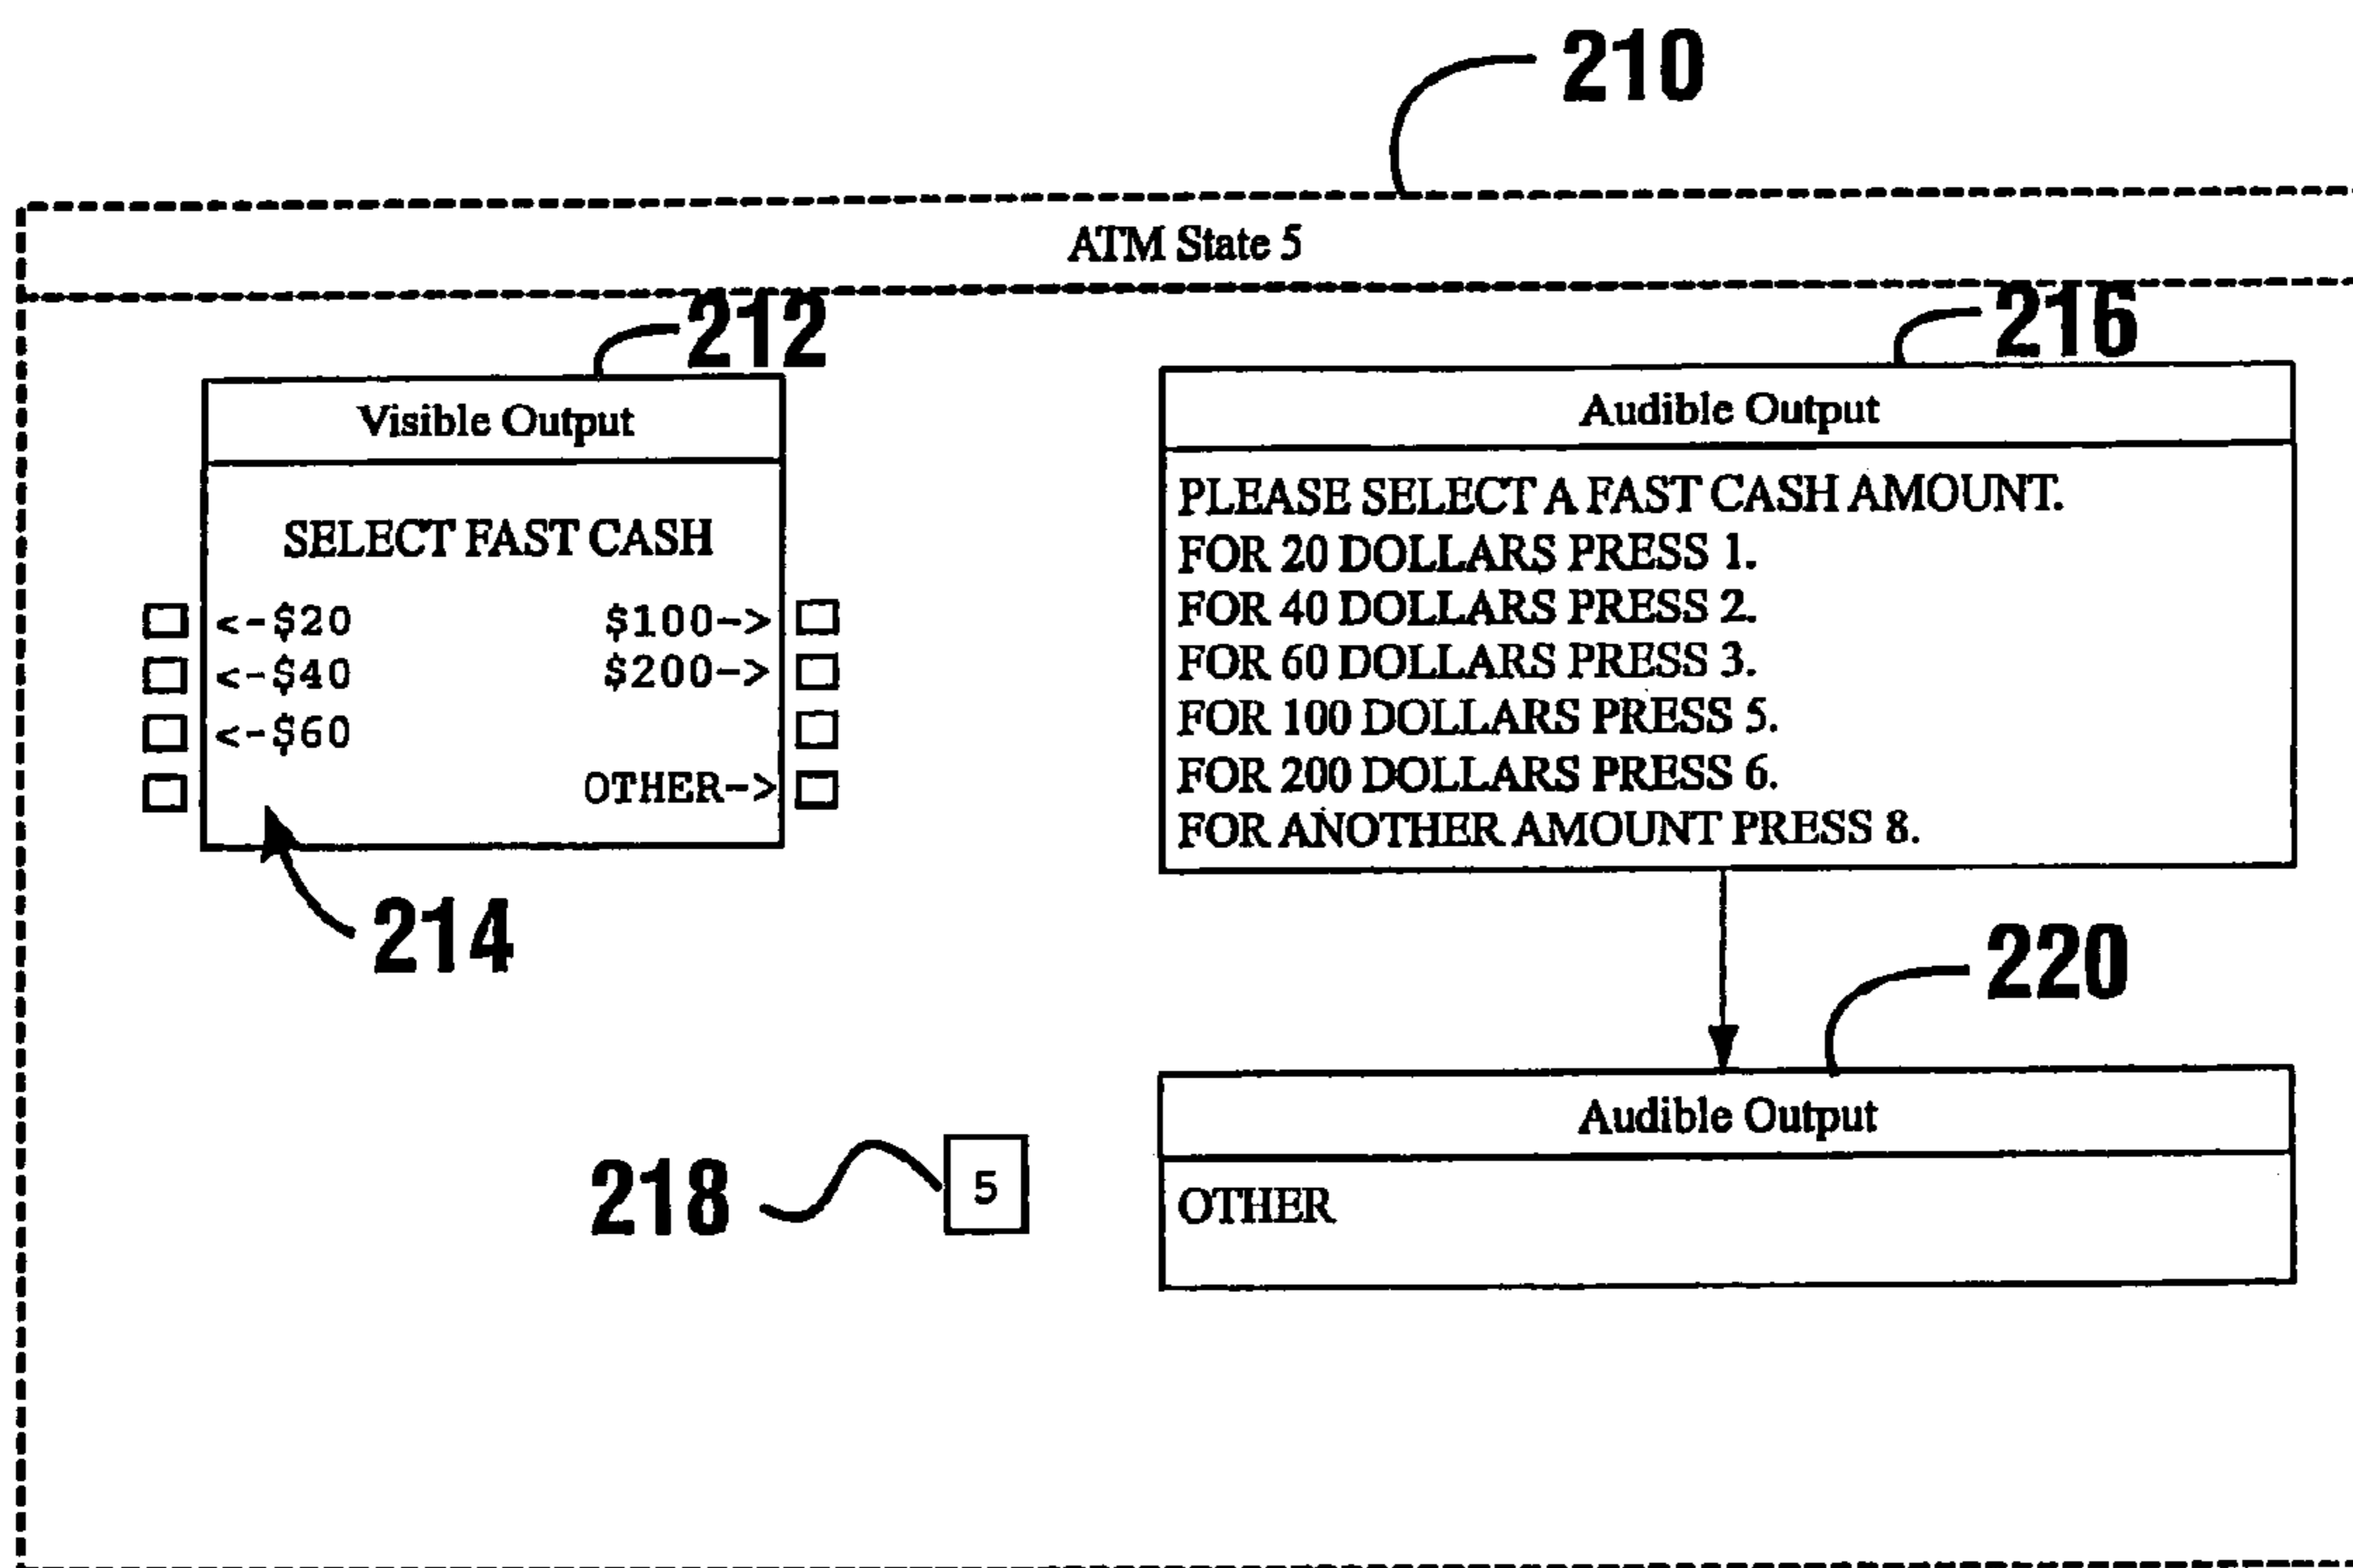 210
ATM State 5
212
216
Visible Output
SELECT FAST CASH
<-$20 $100->
<-$40 $200->
<-$60
OTHER->
214
Audible Output
PLEASE SELECT A FAST CASH AMOUNT.
FOR 20 DOLLARS PRESS 1.
FOR 40 DOLLARS PRESS 2.
FOR 60 DOLLARS PRESS 3.
FOR 100 DOLLARS PRESS 5.
FOR 200 DOLLARS PRESS 6.
FOR ANOTHER AMOUNT PRESS 8.
220
218
5
Audible Output
OTHER